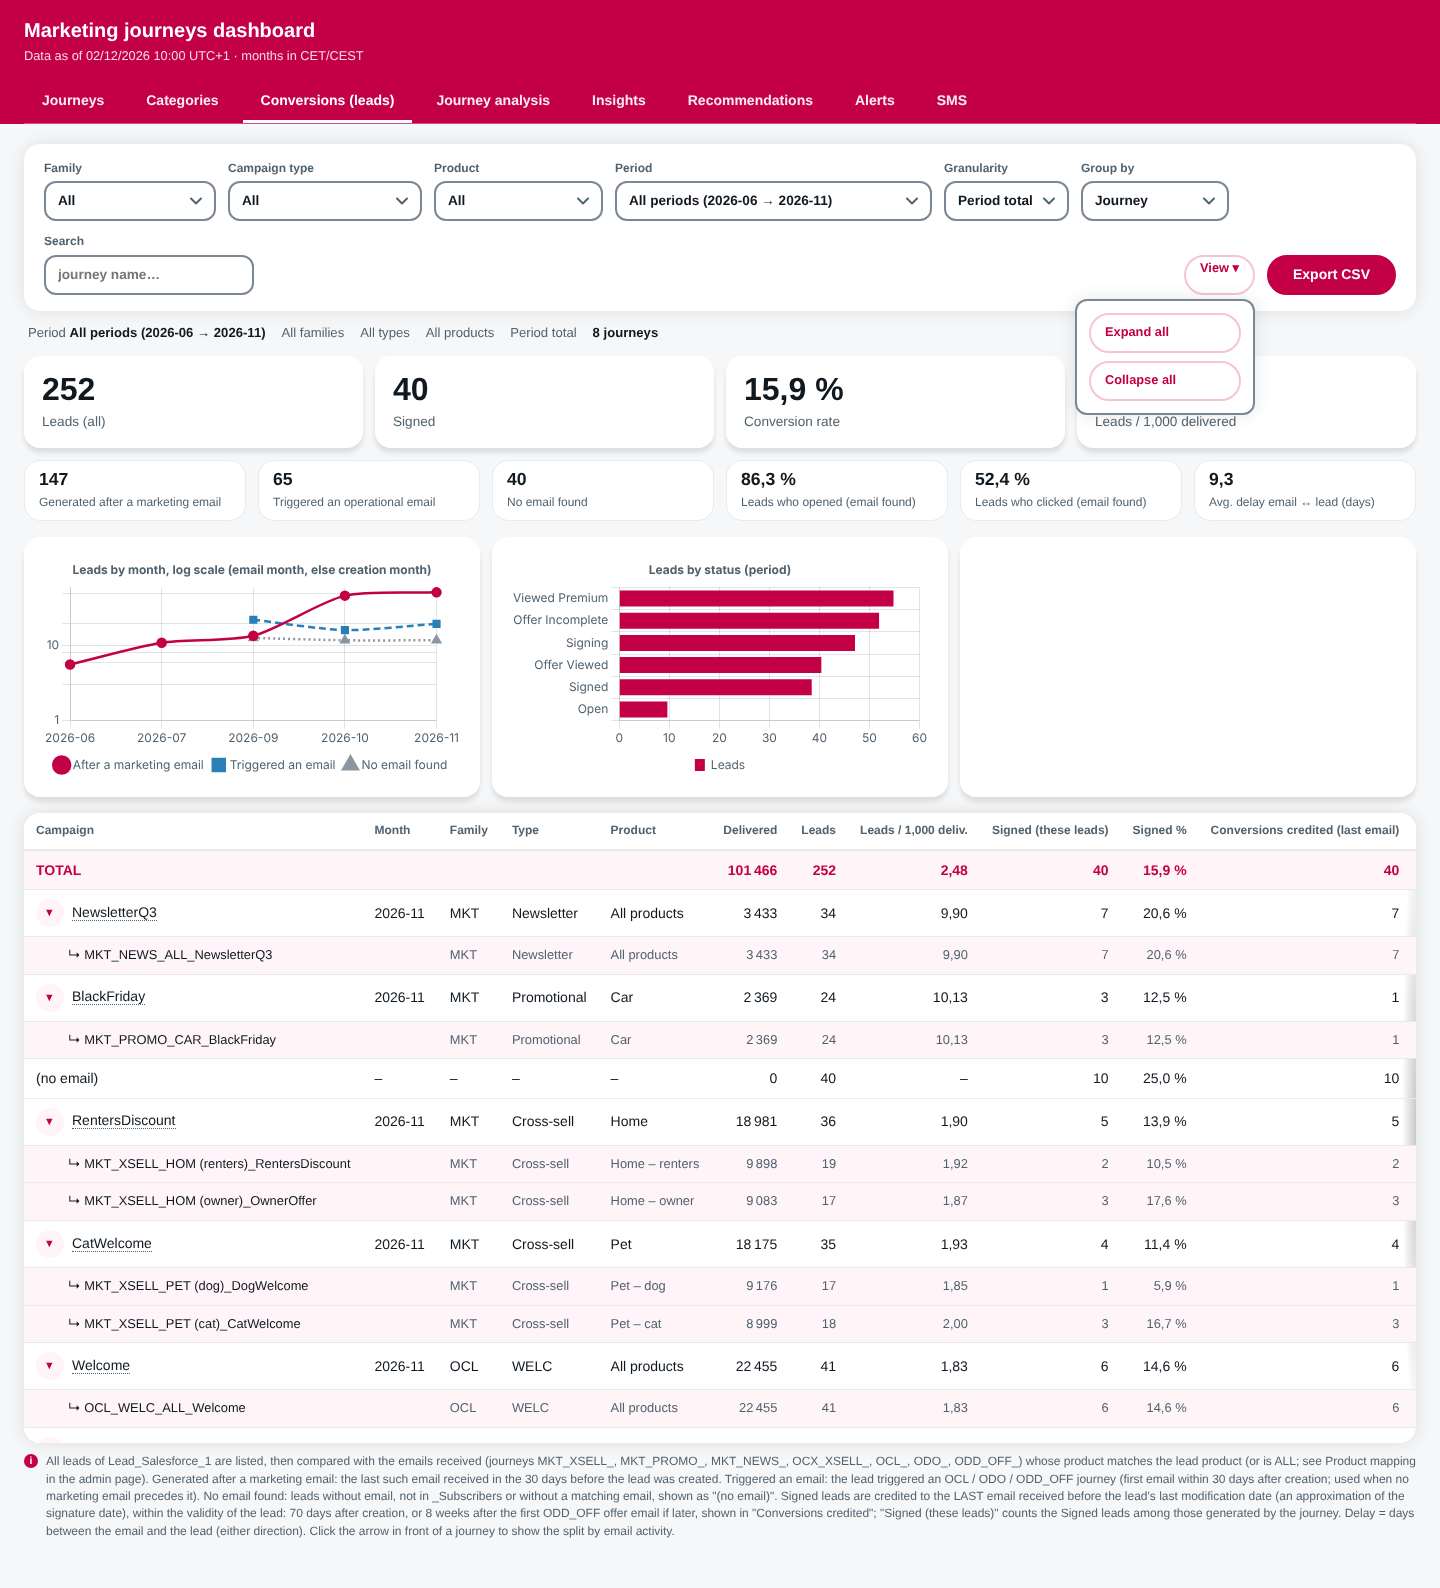 Marketing journeys dashboard
Data as of 02/12/2026 10:00 UTC+1 · months in CET/CEST
Journeys Categories Conversions (leads) Journey analysis Insights Recommendations Alerts SMS
Family Campaign type Product Period Granularity Group by
All All All All periods (2026-06 → 2026-11) Period total Journey
Search
journey name… View ▾ Export CSV
Expand all
Collapse all
Period All periods (2026-06 → 2026-11) All families All types All products Period total 8 journeys
252 40 15,9 %
Leads (all) Signed Conversion rate Leads / 1,000 delivered
147 65 40 86,3 % 52,4 % 9,3
Generated after a marketing email Triggered an operational email No email found Leads who opened (email found) Leads who clicked (email found) Avg. delay email ↔ lead (days)
Leads by month, log scale (email month, else creation month)
10
1
2026-06 2026-07 2026-09 2026-10 2026-11
After a marketing email Triggered an email No email found
Leads by status (period)
Viewed Premium
Offer Incomplete
Signing
Offer Viewed
Signed
Open
0 10 20 30 40 50 60
Leads
Campaign Month Family Type Product Delivered Leads Leads / 1,000 deliv. Signed (these leads) Signed % Conversions credited (last email)
TOTAL 101 466 252 2,48 40 15,9 % 40
▼ NewsletterQ3 2026-11 MKT Newsletter All products 3 433 34 9,90 7 20,6 % 7
↳ MKT_NEWS_ALL_NewsletterQ3 MKT Newsletter All products 3 433 34 9,90 7 20,6 % 7
▼ BlackFriday 2026-11 MKT Promotional Car 2 369 24 10,13 3 12,5 % 1
↳ MKT_PROMO_CAR_BlackFriday MKT Promotional Car 2 369 24 10,13 3 12,5 % 1
(no email) – – – – 0 40 – 10 25,0 % 10
▼ RentersDiscount 2026-11 MKT Cross-sell Home 18 981 36 1,90 5 13,9 % 5
↳ MKT_XSELL_HOM (renters)_RentersDiscount MKT Cross-sell Home – renters 9 898 19 1,92 2 10,5 % 2
↳ MKT_XSELL_HOM (owner)_OwnerOffer MKT Cross-sell Home – owner 9 083 17 1,87 3 17,6 % 3
▼ CatWelcome 2026-11 MKT Cross-sell Pet 18 175 35 1,93 4 11,4 % 4
↳ MKT_XSELL_PET (dog)_DogWelcome MKT Cross-sell Pet – dog 9 176 17 1,85 1 5,9 % 1
↳ MKT_XSELL_PET (cat)_CatWelcome MKT Cross-sell Pet – cat 8 999 18 2,00 3 16,7 % 3
▼ Welcome 2026-11 OCL WELC All products 22 455 41 1,83 6 14,6 % 6
↳ OCL_WELC_ALL_Welcome OCL WELC All products 22 455 41 1,83 6 14,6 % 6
i All leads of Lead_Salesforce_1 are listed, then compared with the emails received (journeys MKT_XSELL_, MKT_PROMO_, MKT_NEWS_, OCX_XSELL_, OCL_, ODO_, ODD_OFF_) whose product matches the lead product (or is ALL; see Product mapping
in the admin page). Generated after a marketing email: the last such email received in the 30 days before the lead was created. Triggered an email: the lead triggered an OCL / ODO / ODD_OFF journey (first email within 30 days after creation; used when no
marketing email precedes it). No email found: leads without email, not in _Subscribers or without a matching email, shown as "(no email)". Signed leads are credited to the LAST email received before the lead's last modification date (an approximation of the
signature date), within the validity of the lead: 70 days after creation, or 8 weeks after the first ODD_OFF offer email if later, shown in "Conversions credited"; "Signed (these leads)" counts the Signed leads among those generated by the journey. Delay = days
between the email and the lead (either direction). Click the arrow in front of a journey to show the split by email activity.